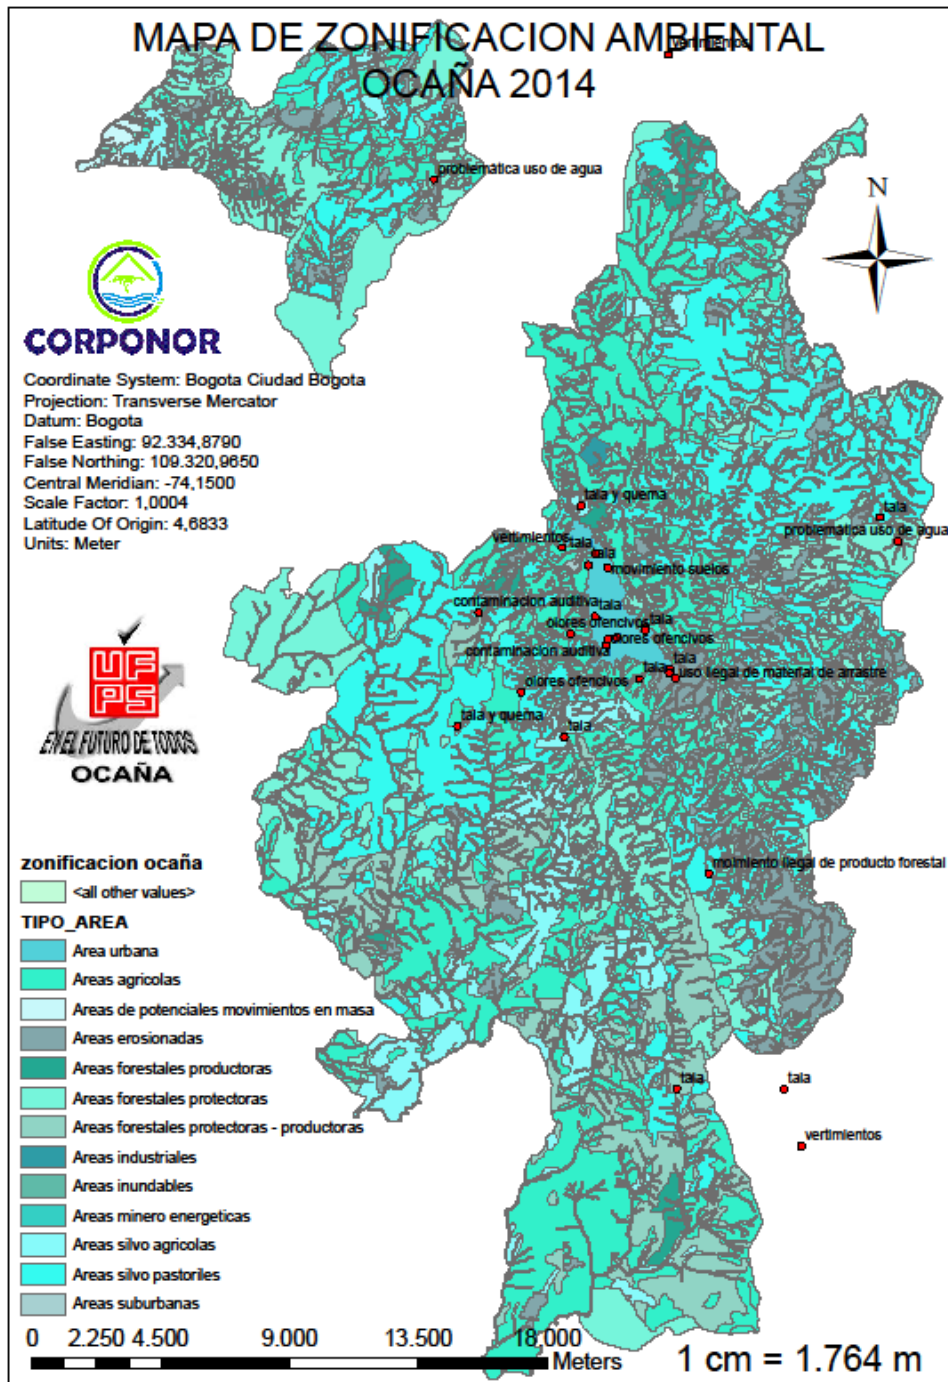 MAPA DE ZONIFICACION AMBIENTAL
OCAÑA 2014
vertimientos
problemática uso de agua
N
CORPONOR
Coordinate System: Bogota Ciudad Bogota
Projection: Transverse Mercator
Datum: Bogota
False Easting: 92.334,8790
False Northing: 109.320,9650
Central Meridian: -74,1500
Scale Factor: 1,0004
Latitude Of Origin: 4,6833
Units: Meter
tala y quema
tala
problemática uso de agua
vertimientos
tala
tala
movimiento suelos
contaminacion auditiva
tala
olores ofencivos
tala
olores ofencivos
contaminacion auditiva
tala
tala
uso ilegal de material de arrastre
olores ofencivos
tala y quema
tala
UFPS
EN EL FUTURO DE TODOS
OCAÑA
moimiento ilegal de producto forestal
tala
tala
vertimientos
zonificacion ocaña
<all other values>
TIPO_AREA
Area urbana
Areas agricolas
Areas de potenciales movimientos en masa
Areas erosionadas
Areas forestales productoras
Areas forestales protectoras
Areas forestales protectoras - productoras
Areas industriales
Areas inundables
Areas minero energeticas
Areas silvo agricolas
Areas silvo pastoriles
Areas suburbanas
0 2.250 4.500 9.000 13.500 18.000
Meters
1 cm = 1.764 m